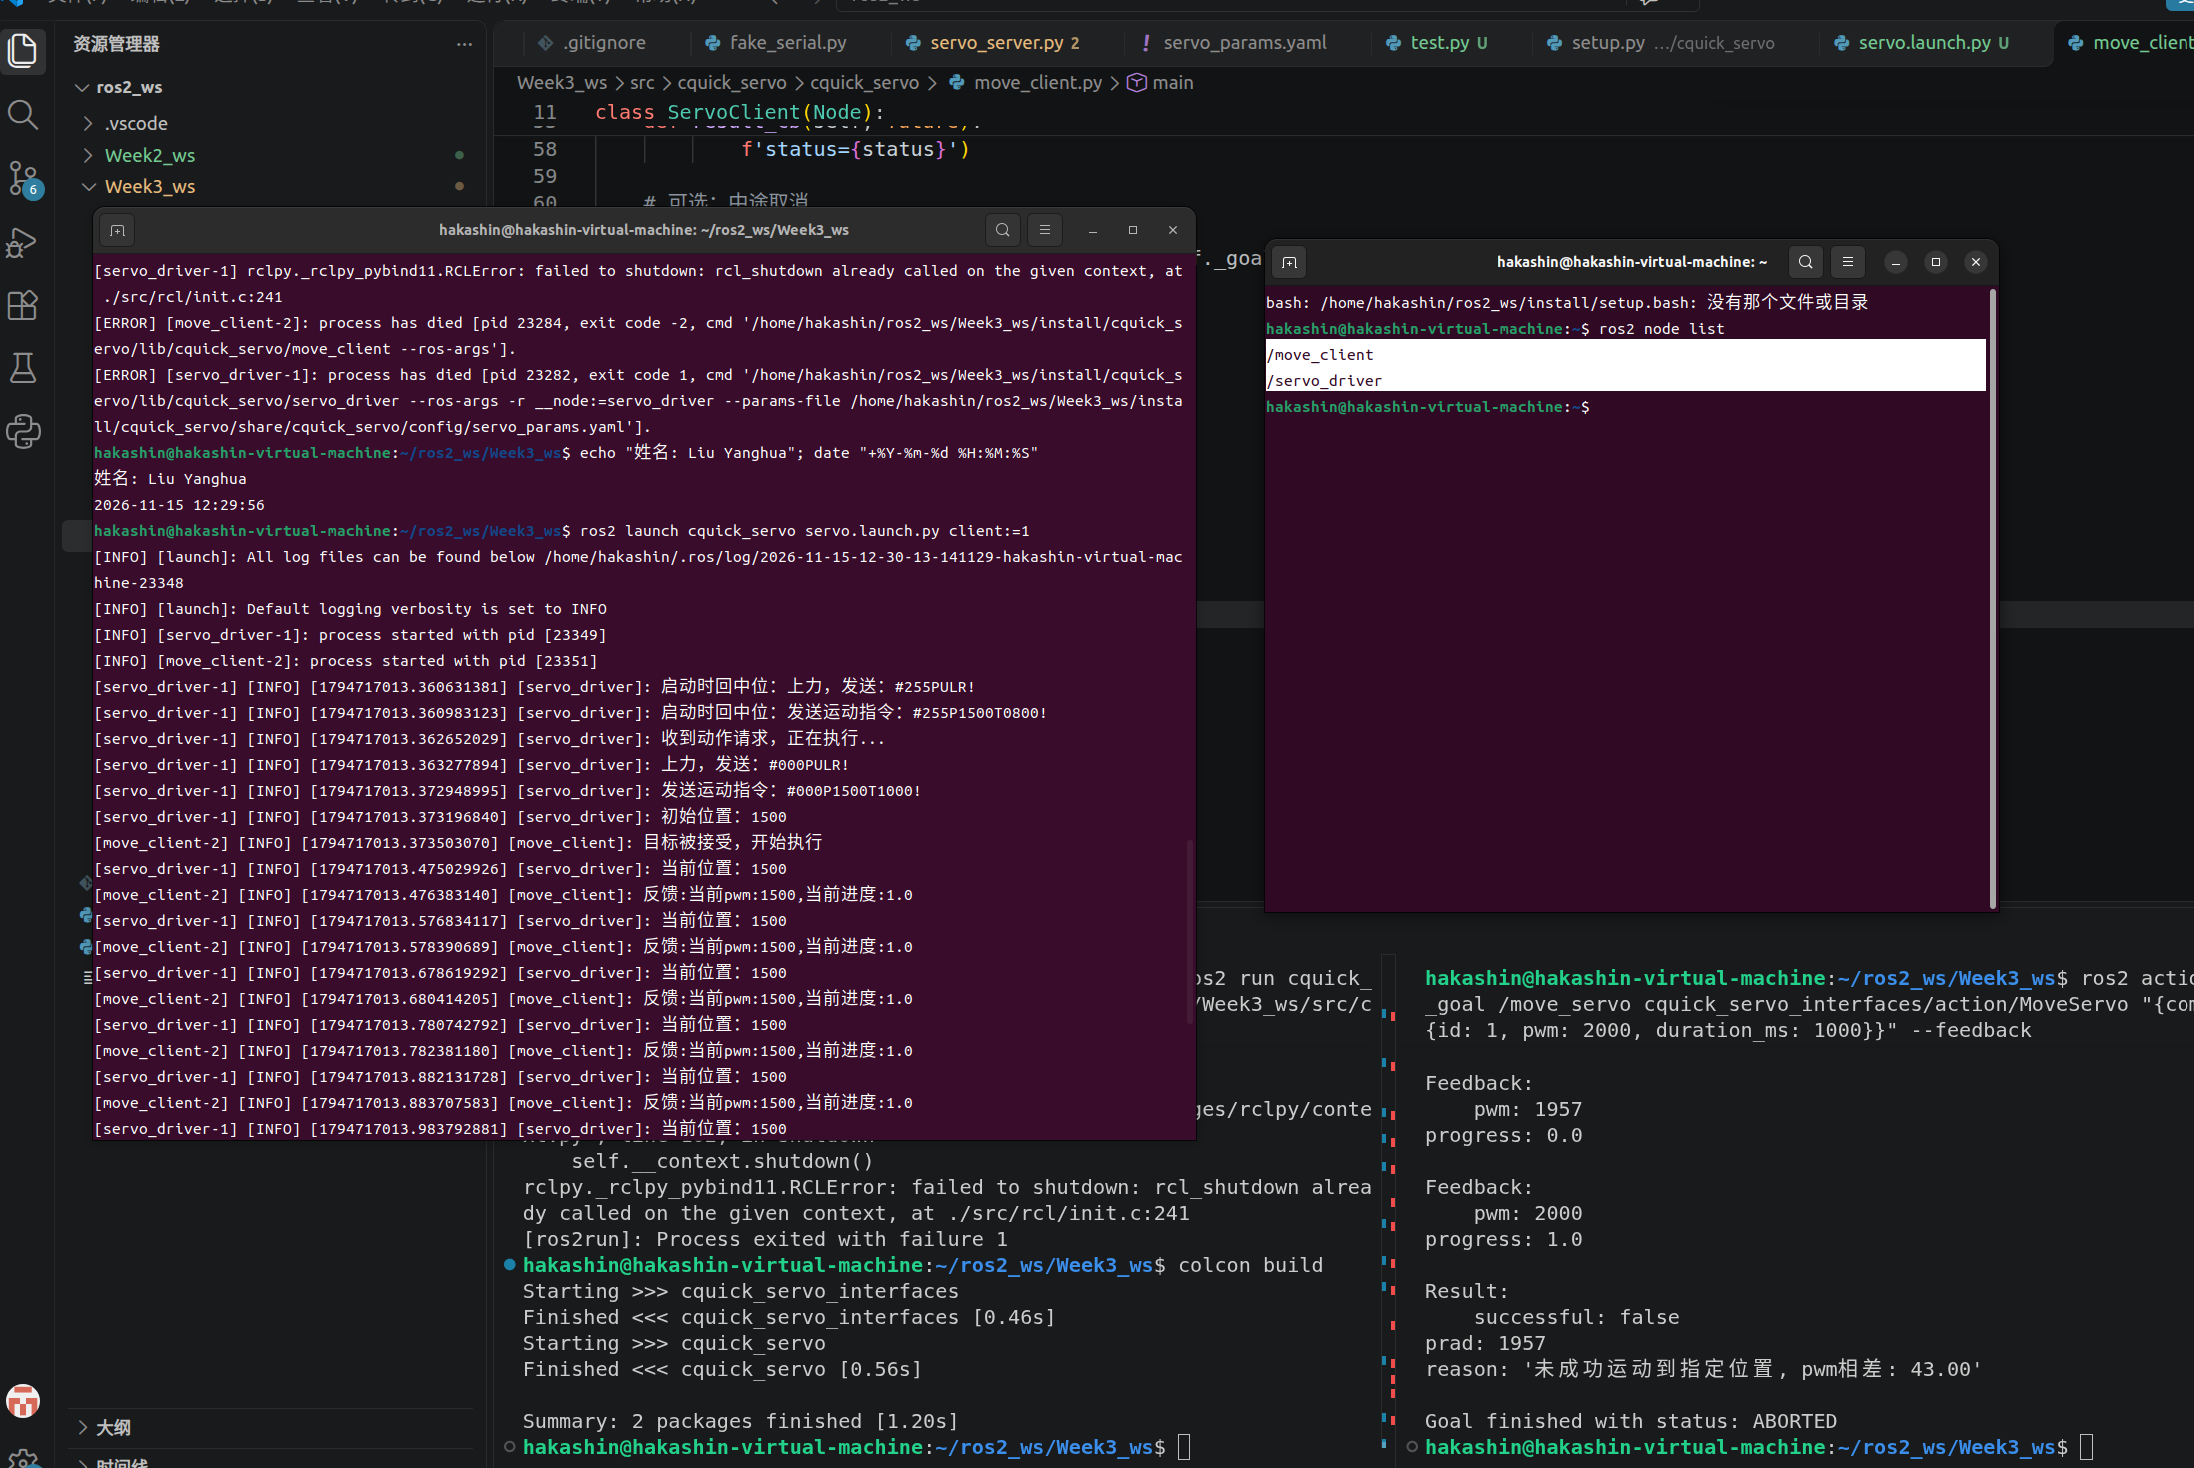 资源管理器
ros2_ws
.vscode
Week2_ws
Week3_ws
6
大纲
.gitignore
fake_serial.py
servo_server.py 2
! servo_params.yaml
test.py U
setup.py .../cquick_servo
servo.launch.py U
move_client
Week3_ws > src > cquick_servo > cquick_servo > move_client.py > main
11 class ServoClient(Node):
58 f'status={status}')
59
60 # 可选：中途取消
._goa
hakashin@hakashin-virtual-machine: ~/ros2_ws/Week3_ws
[servo_driver-1] rclpy._rclpy_pybind11.RCLError: failed to shutdown: rcl_shutdown already called on the given context, at
./src/rcl/init.c:241
[ERROR] [move_client-2]: process has died [pid 23284, exit code -2, cmd '/home/hakashin/ros2_ws/Week3_ws/install/cquick_s
ervo/lib/cquick_servo/move_client --ros-args'].
[ERROR] [servo_driver-1]: process has died [pid 23282, exit code 1, cmd '/home/hakashin/ros2_ws/Week3_ws/install/cquick_s
ervo/lib/cquick_servo/servo_driver --ros-args -r __node:=servo_driver --params-file /home/hakashin/ros2_ws/Week3_ws/insta
ll/cquick_servo/share/cquick_servo/config/servo_params.yaml'].
hakashin@hakashin-virtual-machine:~/ros2_ws/Week3_ws$ echo "姓名: Liu Yanghua"; date "+%Y-%m-%d %H:%M:%S"
姓名: Liu Yanghua
2026-11-15 12:29:56
hakashin@hakashin-virtual-machine:~/ros2_ws/Week3_ws$ ros2 launch cquick_servo servo.launch.py client:=1
[INFO] [launch]: All log files can be found below /home/hakashin/.ros/log/2026-11-15-12-30-13-141129-hakashin-virtual-mac
hine-23348
[INFO] [launch]: Default logging verbosity is set to INFO
[INFO] [servo_driver-1]: process started with pid [23349]
[INFO] [move_client-2]: process started with pid [23351]
[servo_driver-1] [INFO] [1794717013.360631381] [servo_driver]: 启动时回中位：上力，发送：#255PULR!
[servo_driver-1] [INFO] [1794717013.360983123] [servo_driver]: 启动时回中位：发送运动指令：#255P1500T0800!
[servo_driver-1] [INFO] [1794717013.362652029] [servo_driver]: 收到动作请求，正在执行...
[servo_driver-1] [INFO] [1794717013.363277894] [servo_driver]: 上力，发送：#000PULR!
[servo_driver-1] [INFO] [1794717013.372948995] [servo_driver]: 发送运动指令：#000P1500T1000!
[servo_driver-1] [INFO] [1794717013.373196840] [servo_driver]: 初始位置：1500
[move_client-2] [INFO] [1794717013.373503070] [move_client]: 目标被接受，开始执行
[servo_driver-1] [INFO] [1794717013.475029926] [servo_driver]: 当前位置：1500
[move_client-2] [INFO] [1794717013.476383140] [move_client]: 反馈:当前pwm:1500,当前进度:1.0
[servo_driver-1] [INFO] [1794717013.576834117] [servo_driver]: 当前位置：1500
[move_client-2] [INFO] [1794717013.578390689] [move_client]: 反馈:当前pwm:1500,当前进度:1.0
[servo_driver-1] [INFO] [1794717013.678619292] [servo_driver]: 当前位置：1500
[move_client-2] [INFO] [1794717013.680414205] [move_client]: 反馈:当前pwm:1500,当前进度:1.0
[servo_driver-1] [INFO] [1794717013.780742792] [servo_driver]: 当前位置：1500
[move_client-2] [INFO] [1794717013.782381180] [move_client]: 反馈:当前pwm:1500,当前进度:1.0
[servo_driver-1] [INFO] [1794717013.882131728] [servo_driver]: 当前位置：1500
[move_client-2] [INFO] [1794717013.883707583] [move_client]: 反馈:当前pwm:1500,当前进度:1.0
[servo_driver-1] [INFO] [1794717013.983792881] [servo_driver]: 当前位置：1500
hakashin@hakashin-virtual-machine: ~
bash: /home/hakashin/ros2_ws/install/setup.bash: 没有那个文件或目录
hakashin@hakashin-virtual-machine:~$ ros2 node list
/move_client
/servo_driver
hakashin@hakashin-virtual-machine:~$
os2 run cquick_
/Week3_ws/src/c
ges/rclpy/conte
self.__context.shutdown()
rclpy._rclpy_pybind11.RCLError: failed to shutdown: rcl_shutdown alrea
dy called on the given context, at ./src/rcl/init.c:241
[ros2run]: Process exited with failure 1
hakashin@hakashin-virtual-machine:~/ros2_ws/Week3_ws$ colcon build
Starting >>> cquick_servo_interfaces
Finished <<< cquick_servo_interfaces [0.46s]
Starting >>> cquick_servo
Finished <<< cquick_servo [0.56s]
Summary: 2 packages finished [1.20s]
hakashin@hakashin-virtual-machine:~/ros2_ws/Week3_ws$
hakashin@hakashin-virtual-machine:~/ros2_ws/Week3_ws$ ros2 actio
_goal /move_servo cquick_servo_interfaces/action/MoveServo "{com
{id: 1, pwm: 2000, duration_ms: 1000}}" --feedback
Feedback:
pwm: 1957
progress: 0.0
Feedback:
pwm: 2000
progress: 1.0
Result:
successful: false
prad: 1957
reason: '未成功运动到指定位置, pwm相差: 43.00'
Goal finished with status: ABORTED
hakashin@hakashin-virtual-machine:~/ros2_ws/Week3_ws$